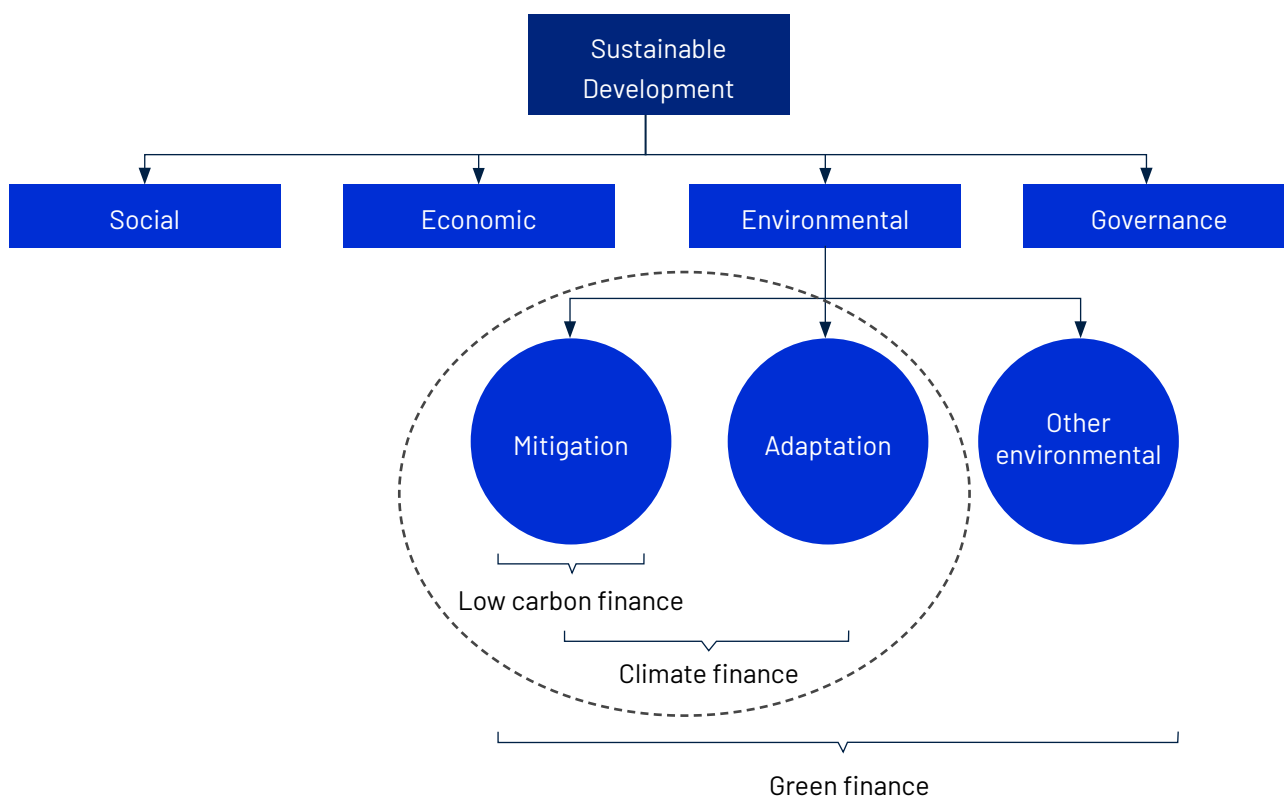 Sustainable
Development
Social
Economic
Environmental
Governance
Mitigation
Adaptation
Other
environmental
Low carbon finance
Climate finance
Green finance